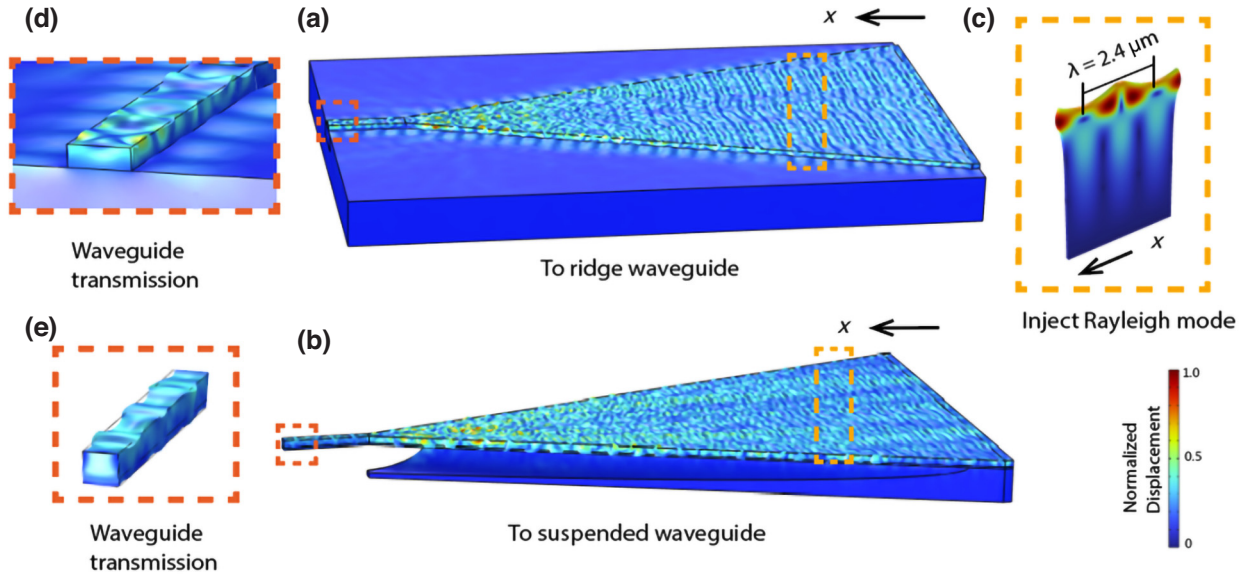 (d)
(a)
x
(c)
λ = 2.4 µm
x
Waveguide
transmission
To ridge waveguide
Inject Rayleigh mode
(e)
(b)
x
1.0
0.5
0
Normalized
Displacement
Waveguide
transmission
To suspended waveguide